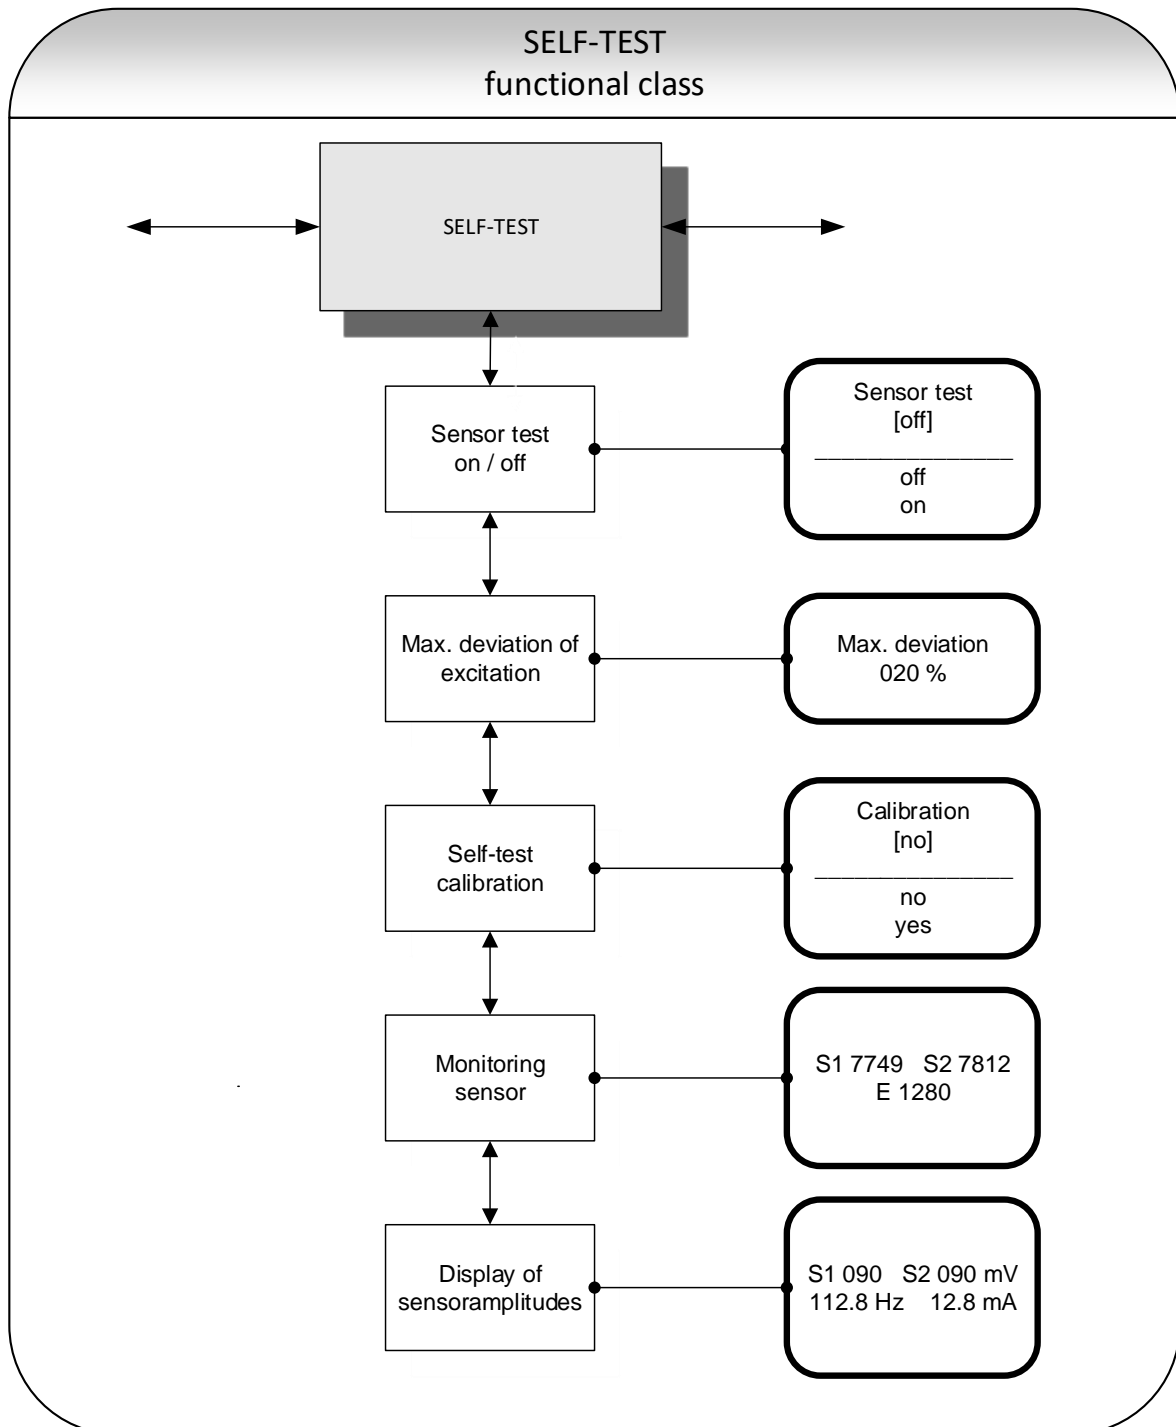 SELF-TEST
functional class
SELF-TEST
Sensor test
on / off
Sensor test
[off]
_______________
off
on
Max. deviation of
excitation
Max. deviation
020 %
Self-test
calibration
Calibration
[no]
_______________
no
yes
Monitoring
sensor
S1 7749 S2 7812
E 1280
Display of
sensoramplitudes
S1 090 S2 090 mV
112.8 Hz 12.8 mA